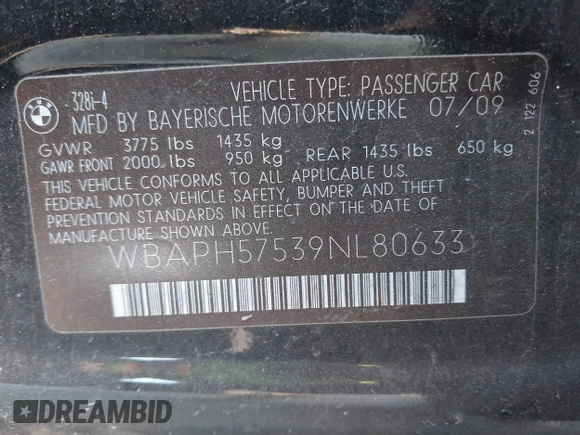 BMW
328i-4
VEHICLE TYPE: PASSENGER CAR
MFD BY BAYERISCHE MOTORENWERKE 07/09
GVWR 3775 lbs 1435 kg
GAWR FRONT 2000 lbs 950 kg REAR 1435 lbs 650 kg
THIS VEHICLE CONFORMS TO ALL APPLICABLE U.S.
FEDERAL MOTOR VEHICLE SAFETY, BUMPER AND THEFT
PREVENTION STANDARDS IN EFFECT ON THE DATE OF
MANUFACTURE SHOWN ABOVE.
WBAPH57539NL80633
2 122 606
DREAMBID